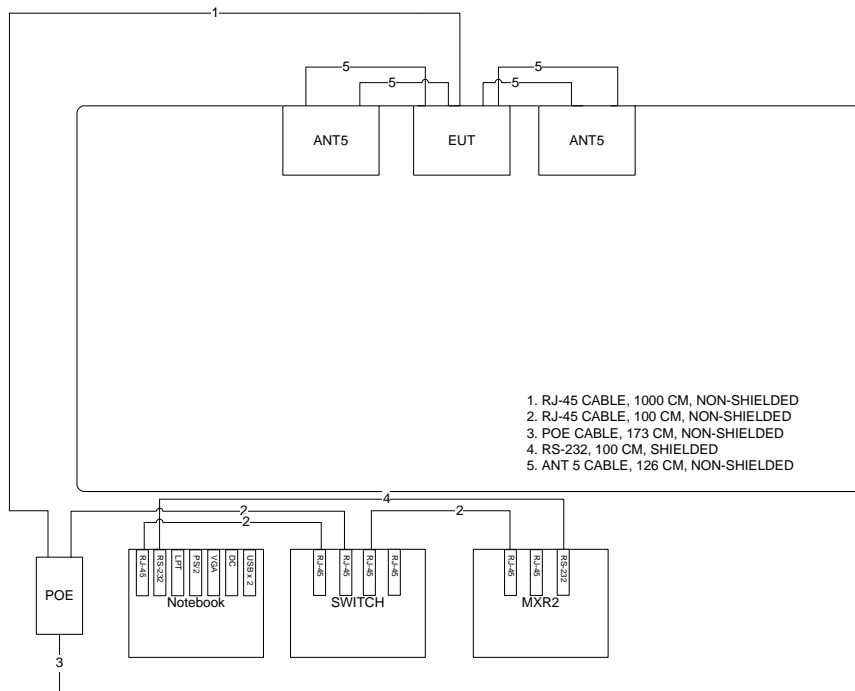 1
5
5
5
5
ANT5
EUT
ANT5
1. RJ-45 CABLE, 1000 CM, NON-SHIELDED
2. RJ-45 CABLE, 100 CM, NON-SHIELDED
3. POE CABLE, 173 CM, NON-SHIELDED
4. RS-232, 100 CM, SHIELDED
5. ANT 5 CABLE, 126 CM, NON-SHIELDED
4
2
2
2
POE
RJ-45
RS-232
LPT
PS/2
VGA
DC
USB x 2
Notebook
RJ-45
RJ-45
RJ-45
RJ-45
SWITCH
RJ-45
RJ-45
RS-232
MXR2
3